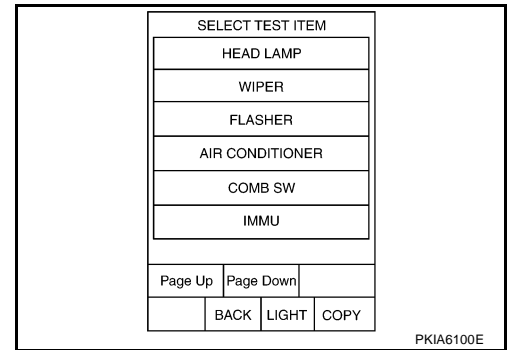 SELECT TEST ITEM
HEAD LAMP
WIPER
FLASHER
AIR CONDITIONER
COMB SW
IMMU
Page Up Page Down
BACK LIGHT COPY
PKIA6100E